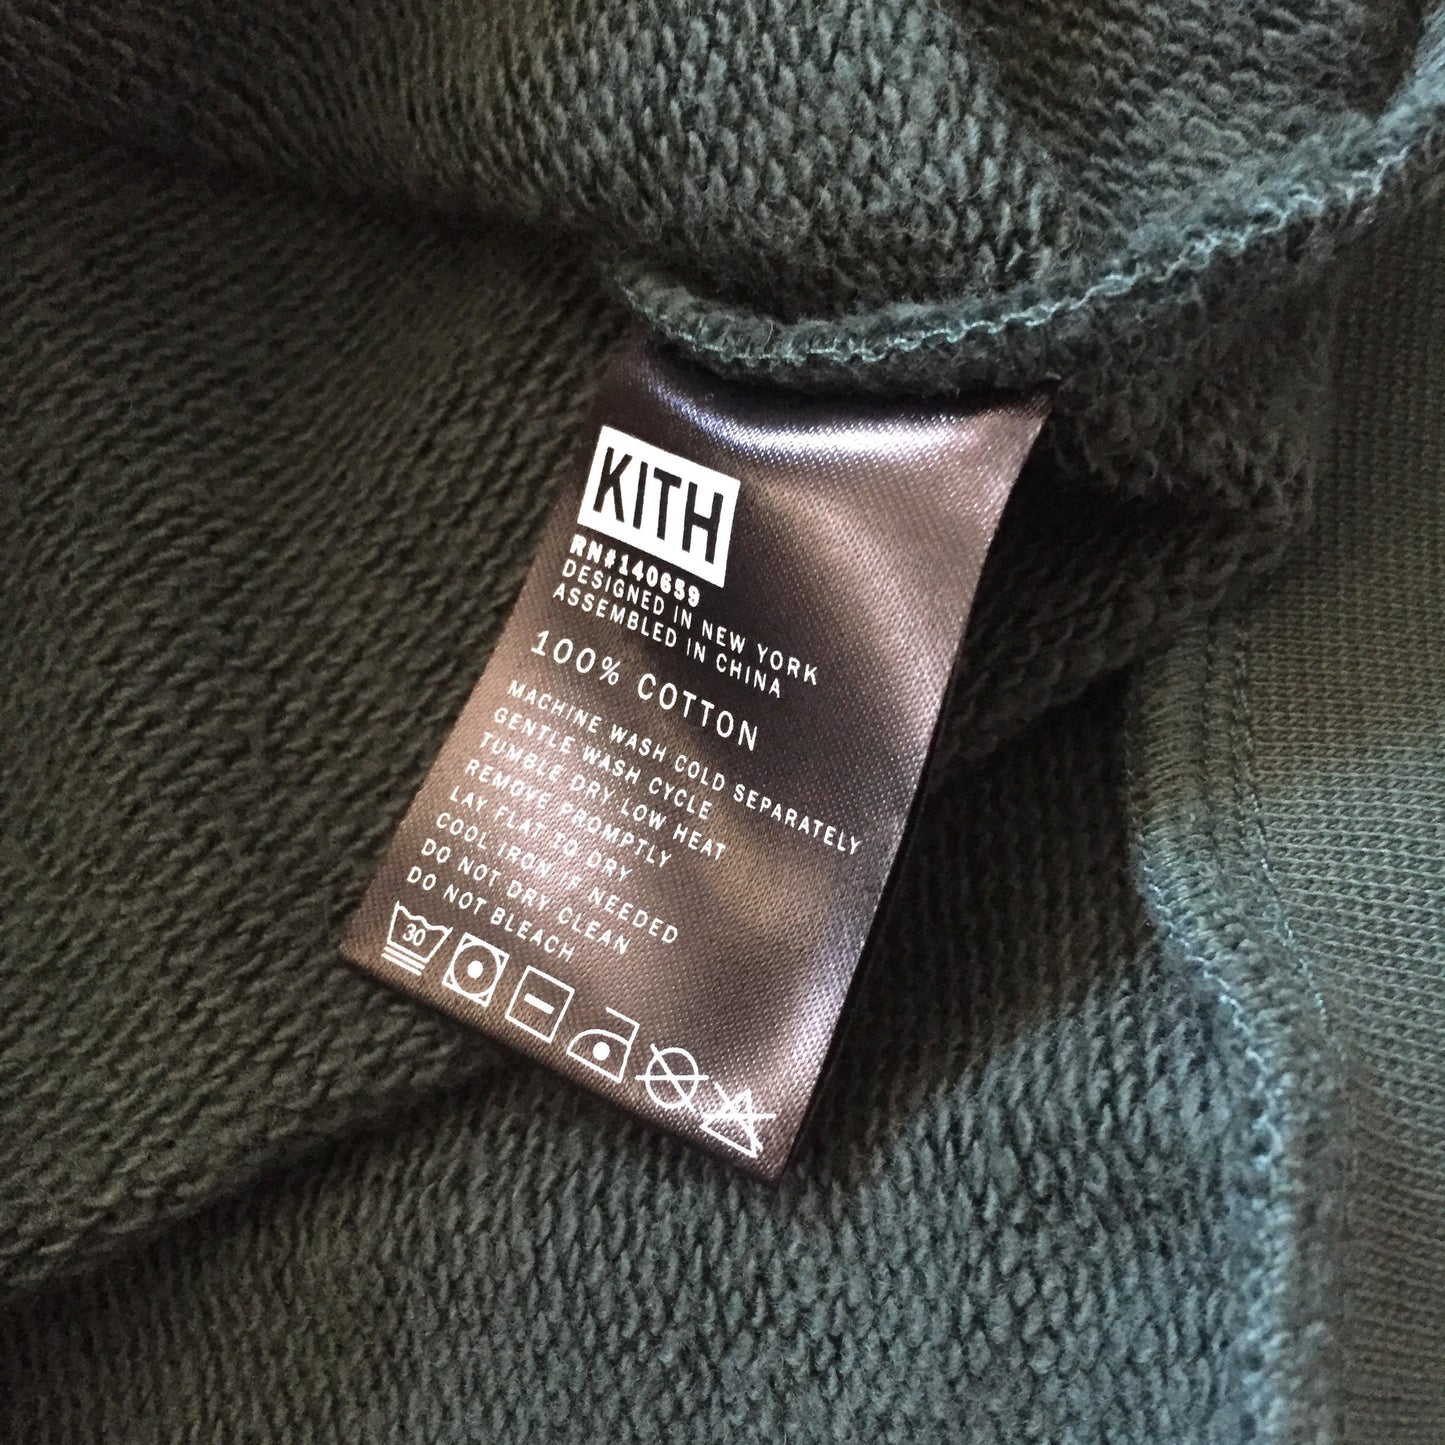 KITH
RN#140659
DESIGNED IN NEW YORK
ASSEMBLED IN CHINA
100% COTTON
MACHINE WASH COLD SEPARATELY
GENTLE WASH CYCLE
TUMBLE DRY LOW HEAT
REMOVE PROMPTLY
LAY FLAT TO DRY
COOL IRON IF NEEDED
DO NOT DRY CLEAN
DO NOT BLEACH
30